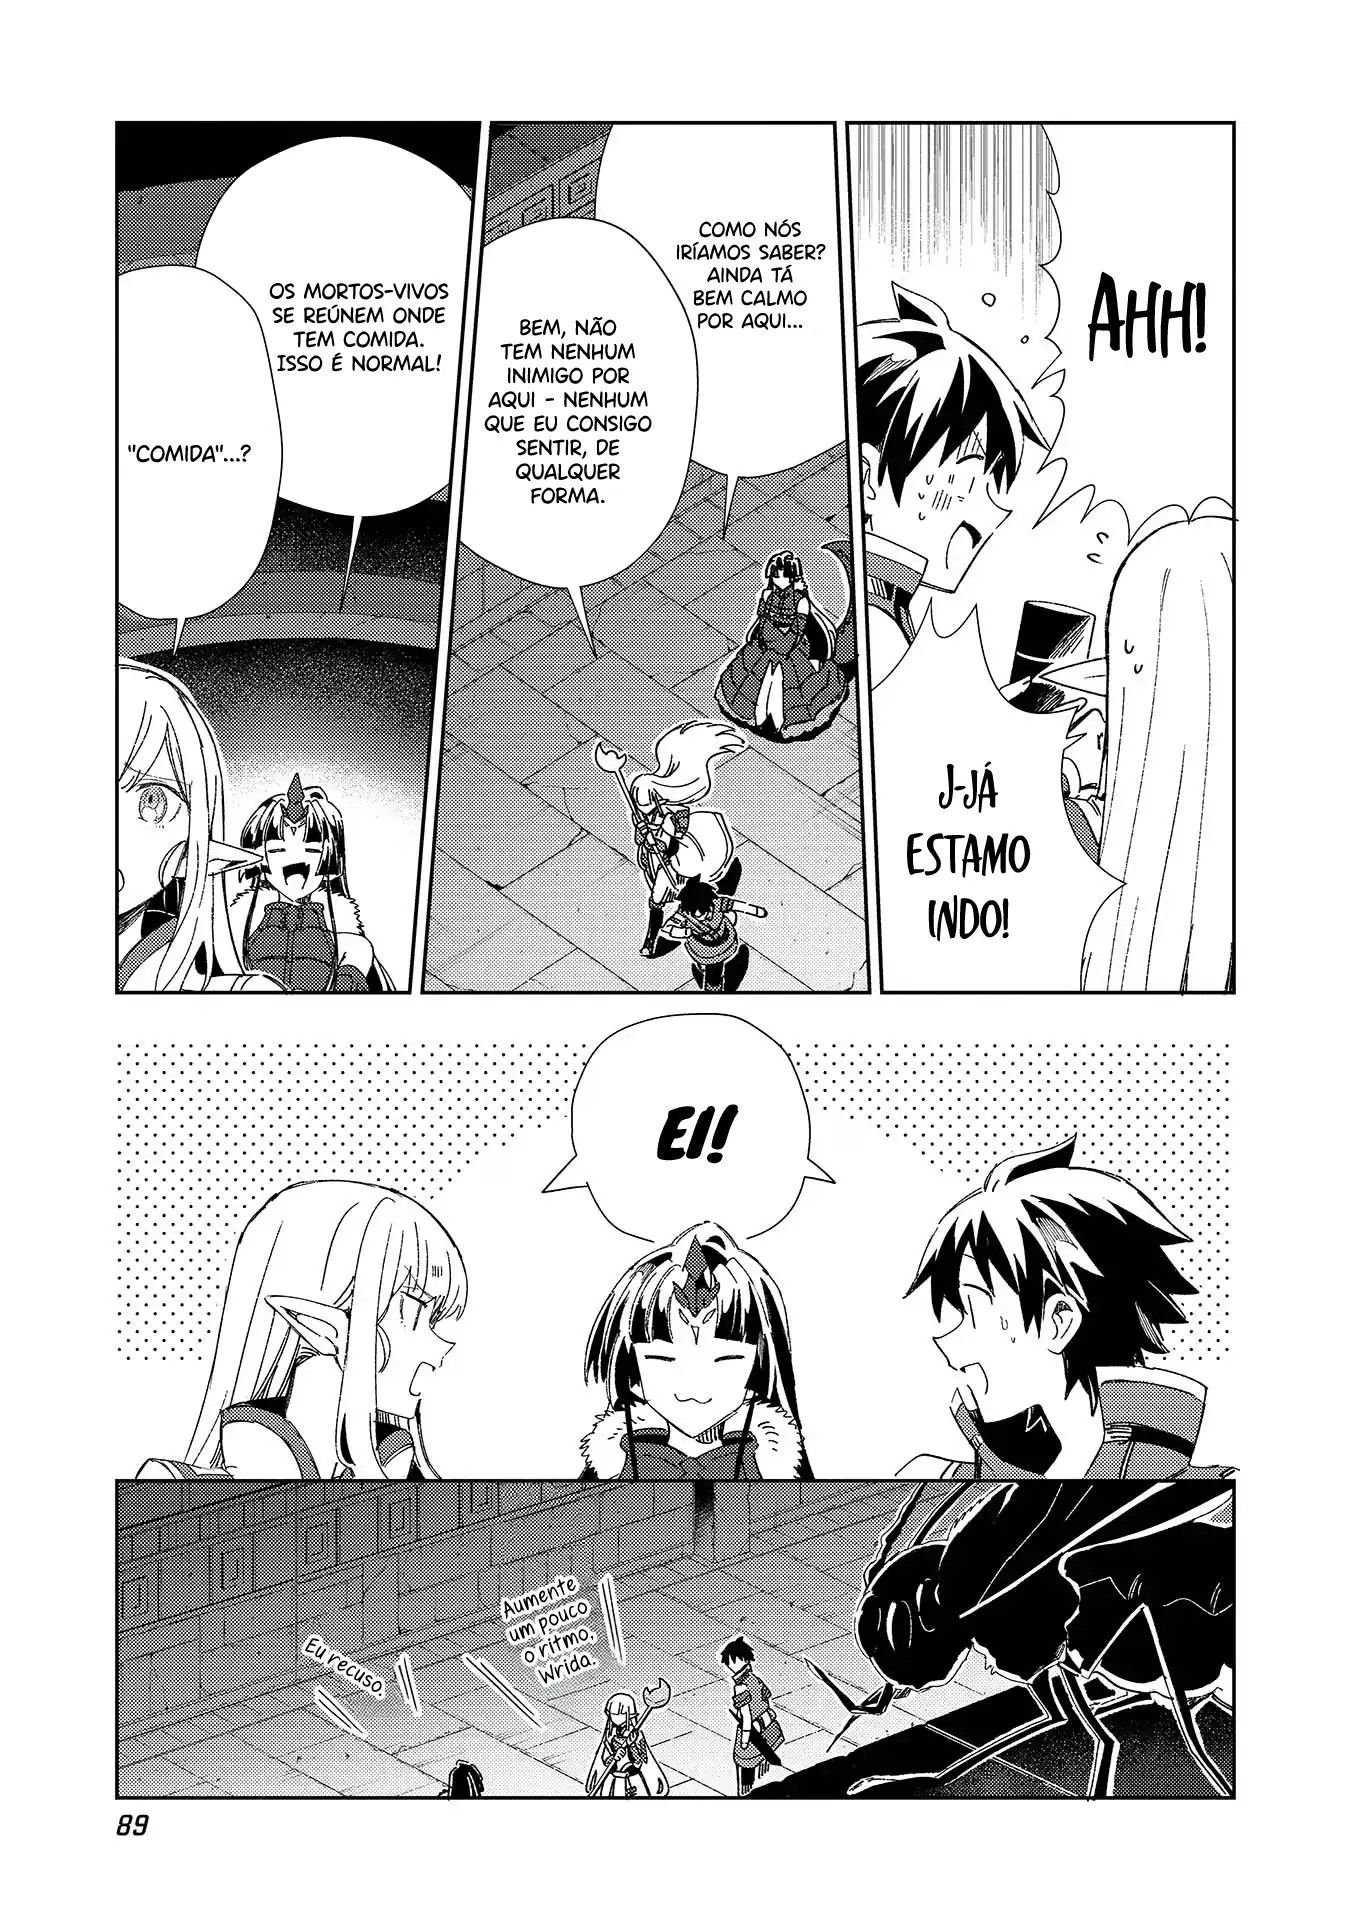 AHH!
J-JÁ
ESTAMO
INDO!
COMO NÓS
IRÍAMOS SABER?
AINDA TÁ
BEM CALMO
POR AQUI...
BEM, NÃO
TEM NENHUM
INIMIGO POR
AQUI - NENHUM
QUE EU CONSIGO
SENTIR, DE
QUALQUER
FORMA.
OS MORTOS-VIVOS
SE REÚNEM ONDE
TEM COMIDA.
ISSO É NORMAL!
"COMIDA"...?
EI!
Aumente
um pouco
o ritmo,
Wrida.
Eu recuso.
89